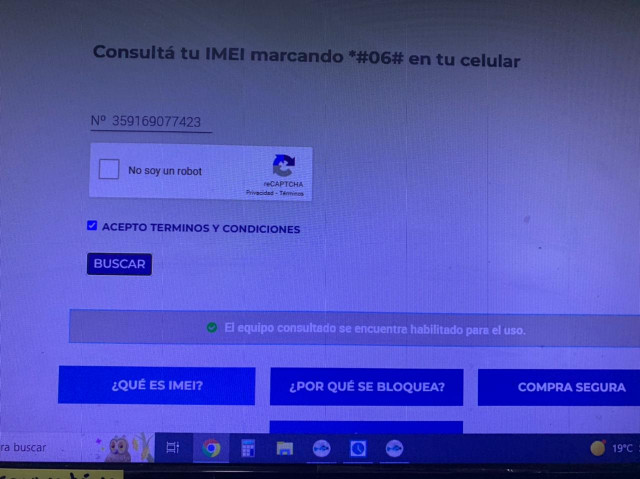 Consultá tu IMEI marcando *#06# en tu celular
Nº 359169077423
No soy un robot
reCAPTCHA
Privacidad - Términos
ACEPTO TERMINOS Y CONDICIONES
BUSCAR
El equipo consultado se encuentra habilitado para el uso.
¿QUÉ ES IMEI?
¿POR QUÉ SE BLOQUEA?
COMPRA SEGURA
ra buscar
19°C